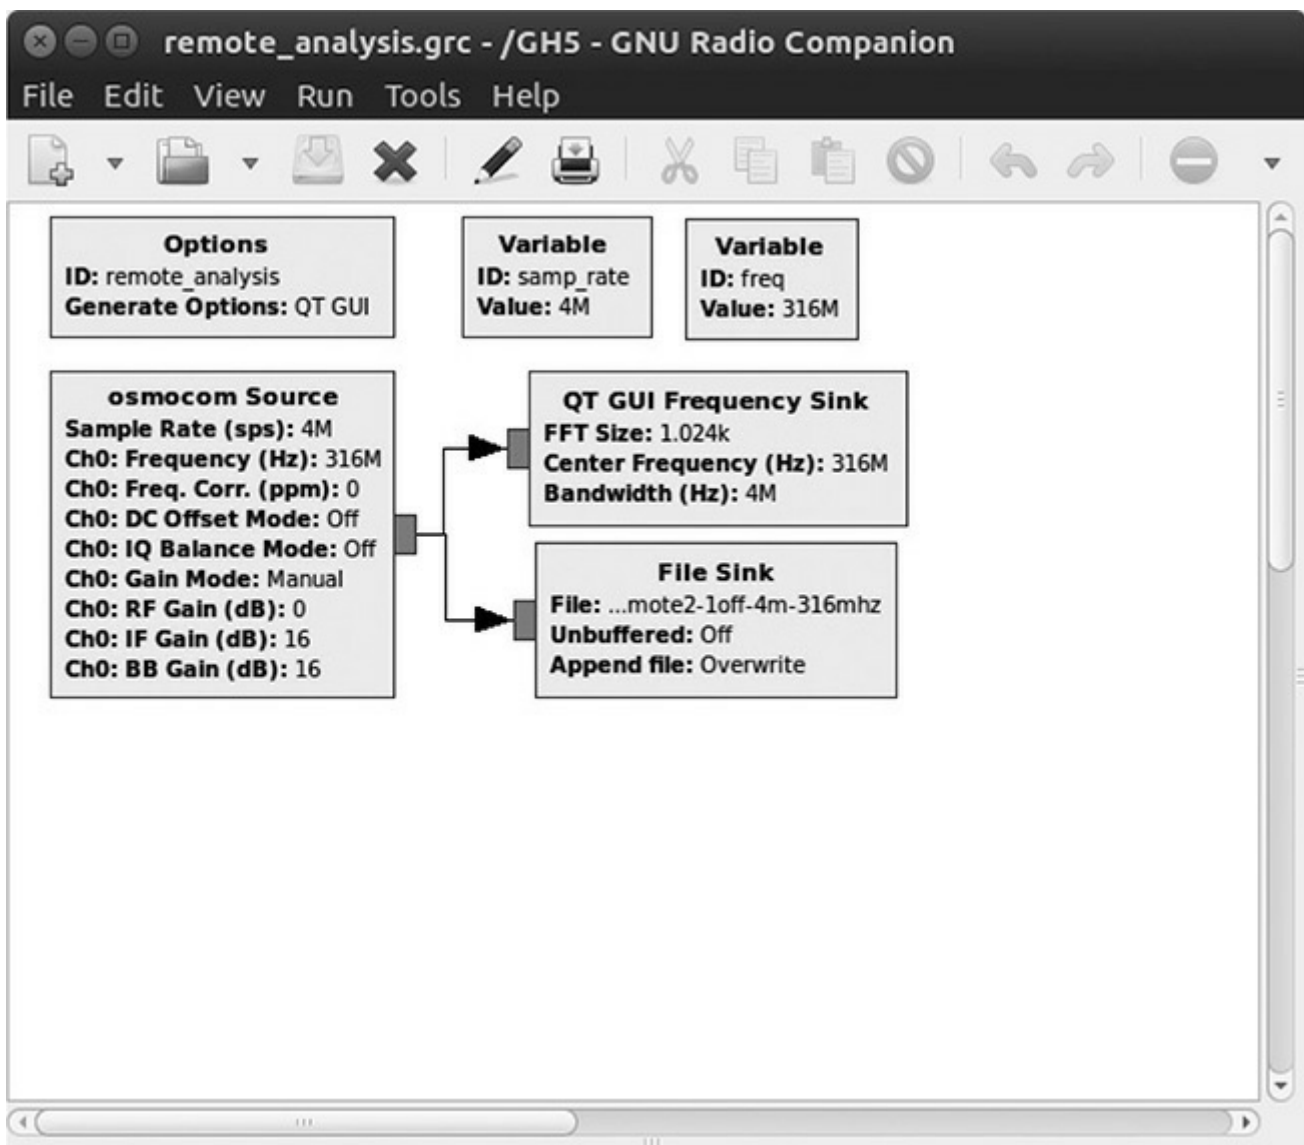 remote_analysis.grc - /GH5 - GNU Radio Companion
File Edit View Run Tools Help
Options
ID: remote_analysis
Generate Options: QT GUI
Variable
ID: samp_rate
Value: 4M
Variable
ID: freq
Value: 316M
osmocom Source
Sample Rate (sps): 4M
Ch0: Frequency (Hz): 316M
Ch0: Freq. Corr. (ppm): 0
Ch0: DC Offset Mode: Off
Ch0: IQ Balance Mode: Off
Ch0: Gain Mode: Manual
Ch0: RF Gain (dB): 0
Ch0: IF Gain (dB): 16
Ch0: BB Gain (dB): 16
QT GUI Frequency Sink
FFT Size: 1.024k
Center Frequency (Hz): 316M
Bandwidth (Hz): 4M
File Sink
File: ...mote2-1off-4m-316mhz
Unbuffered: Off
Append file: Overwrite